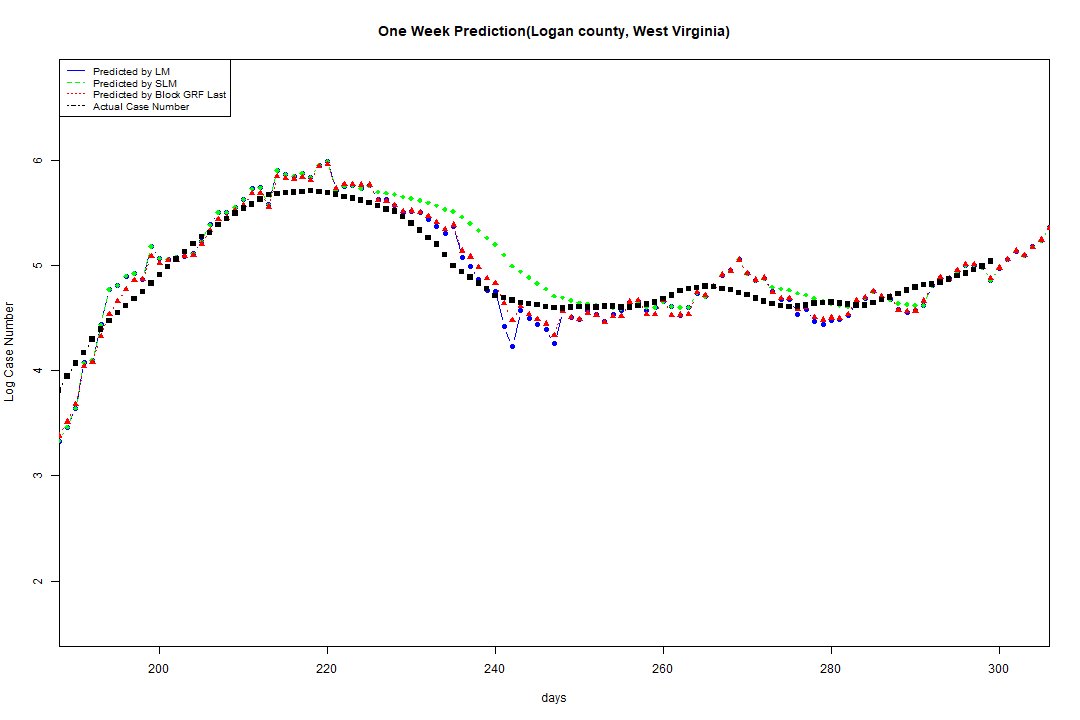 One Week Prediction(Logan county, West Virginia)
Predicted by LM
Predicted by SLM
Predicted by Block GRF Last
Actual Case Number
6
5
4
3
2
Log Case Number
200 220 240 260 280 300
days